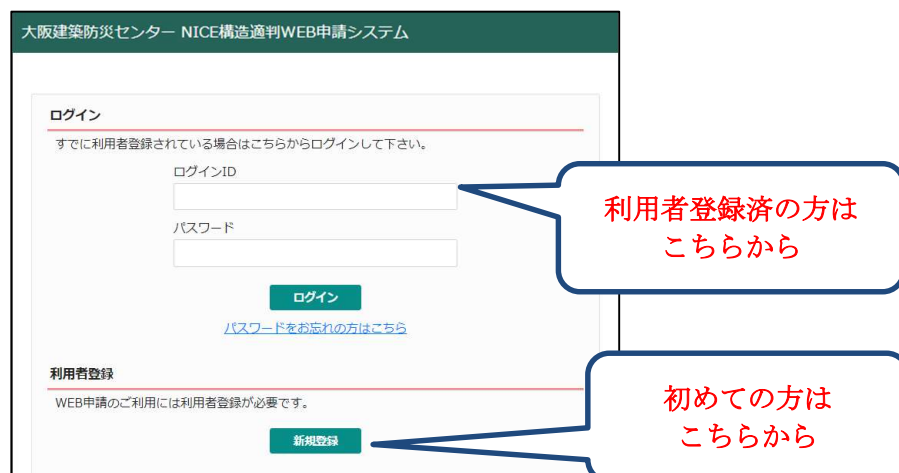 大阪建築防災センター NICE構造適判WEB申請システム
ログイン
すでに利用者登録されている場合はこちらからログインして下さい。
ログインID
利用者登録済の方は
こちらから
パスワード
ログイン
パスワードをお忘れの方はこちら
利用者登録
WEB申請のご利用には利用者登録が必要です。
初めての方は
こちらから
新規登録